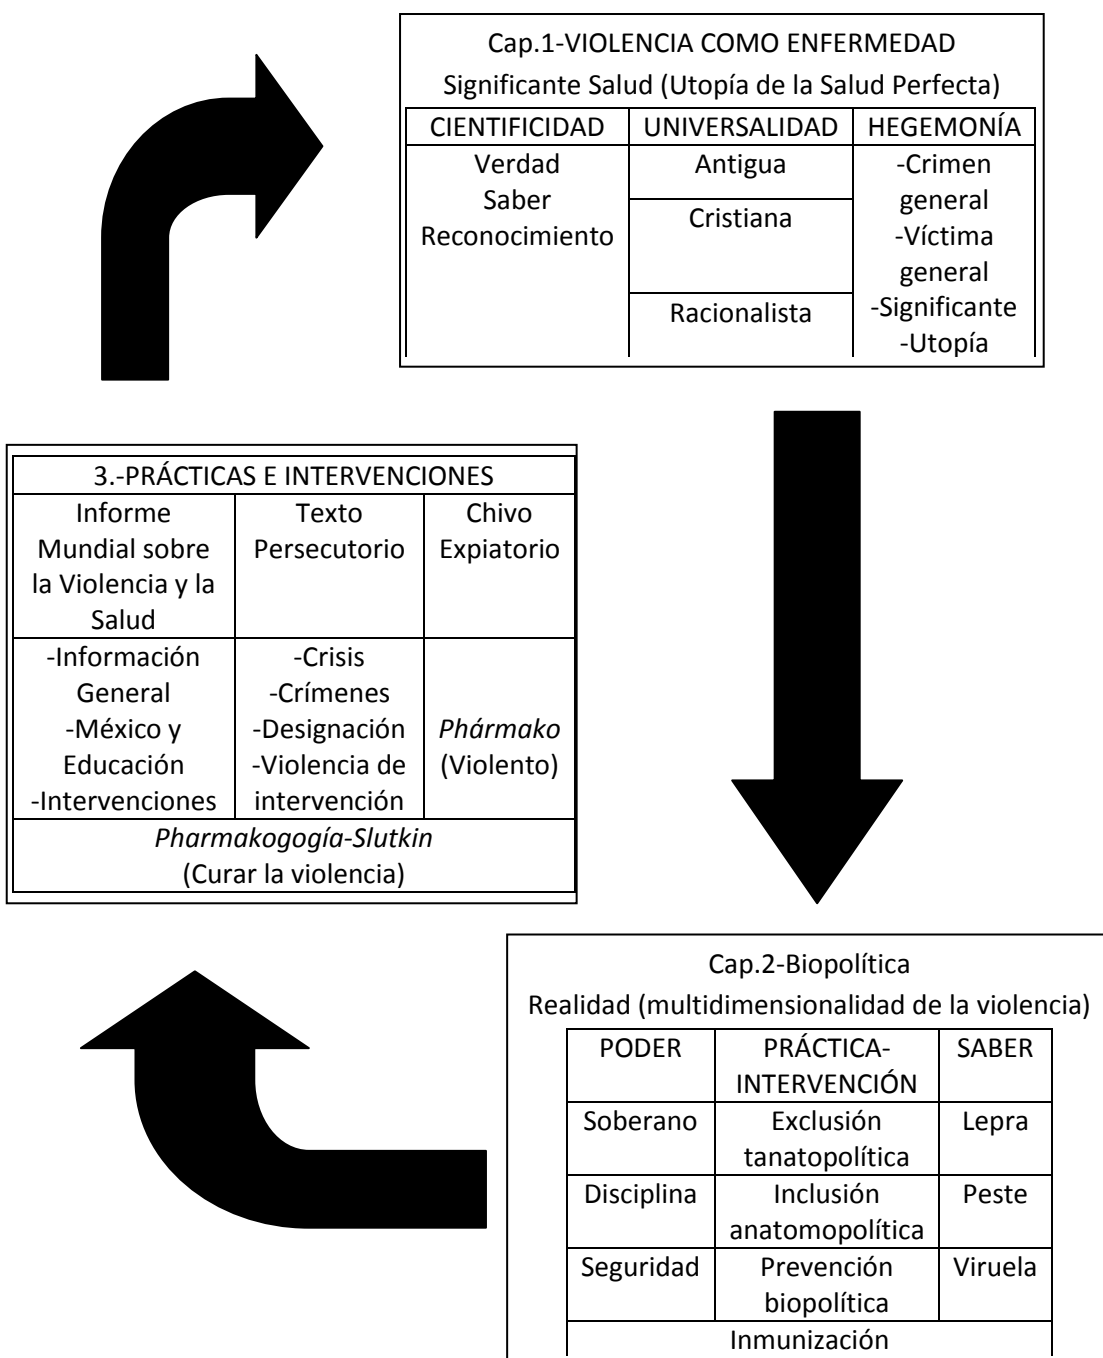 Cap.1-VIOLENCIA COMO ENFERMEDAD
Significante Salud (Utopía de la Salud Perfecta)
CIENTIFICIDAD UNIVERSALIDAD HEGEMONÍA
Verdad
Saber
Reconocimiento
Antigua
Cristiana
Racionalista
-Crimen
general
-Víctima
general
-Significante
-Utopía
3.-PRÁCTICAS E INTERVENCIONES
Informe
Mundial sobre
la Violencia y la
Salud
Texto
Persecutorio
Chivo
Expiatorio
-Información
General
-México y
Educación
-Intervenciones
-Crisis
-Crímenes
-Designación
-Violencia de
intervención
Phármako
(Violento)
Pharmakogogía-Slutkin
(Curar la violencia)
Cap.2-Biopolítica
Realidad (multidimensionalidad de la violencia)
PODER
PRÁCTICA-
INTERVENCIÓN
SABER
Soberano
Exclusión
tanatopolítica
Lepra
Disciplina
Inclusión
anatomopolítica
Peste
Seguridad
Prevención
biopolítica
Viruela
Inmunización